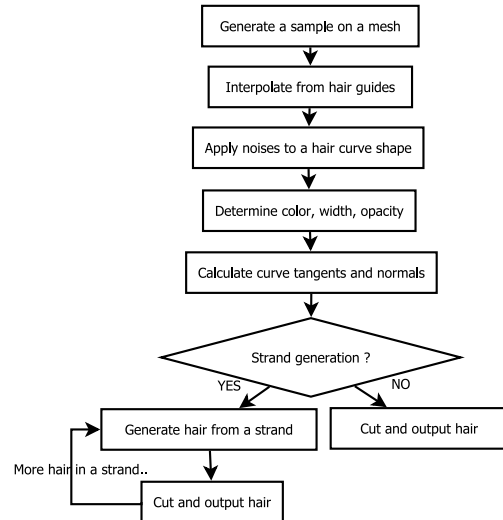 Generate a sample on a mesh
Interpolate from hair guides
Apply noises to a hair curve shape
Determine color, width, opacity
Calculate curve tangents and normals
Strand generation ?
YES
NO
Generate hair from a strand
Cut and output hair
More hair in a strand..
Cut and output hair